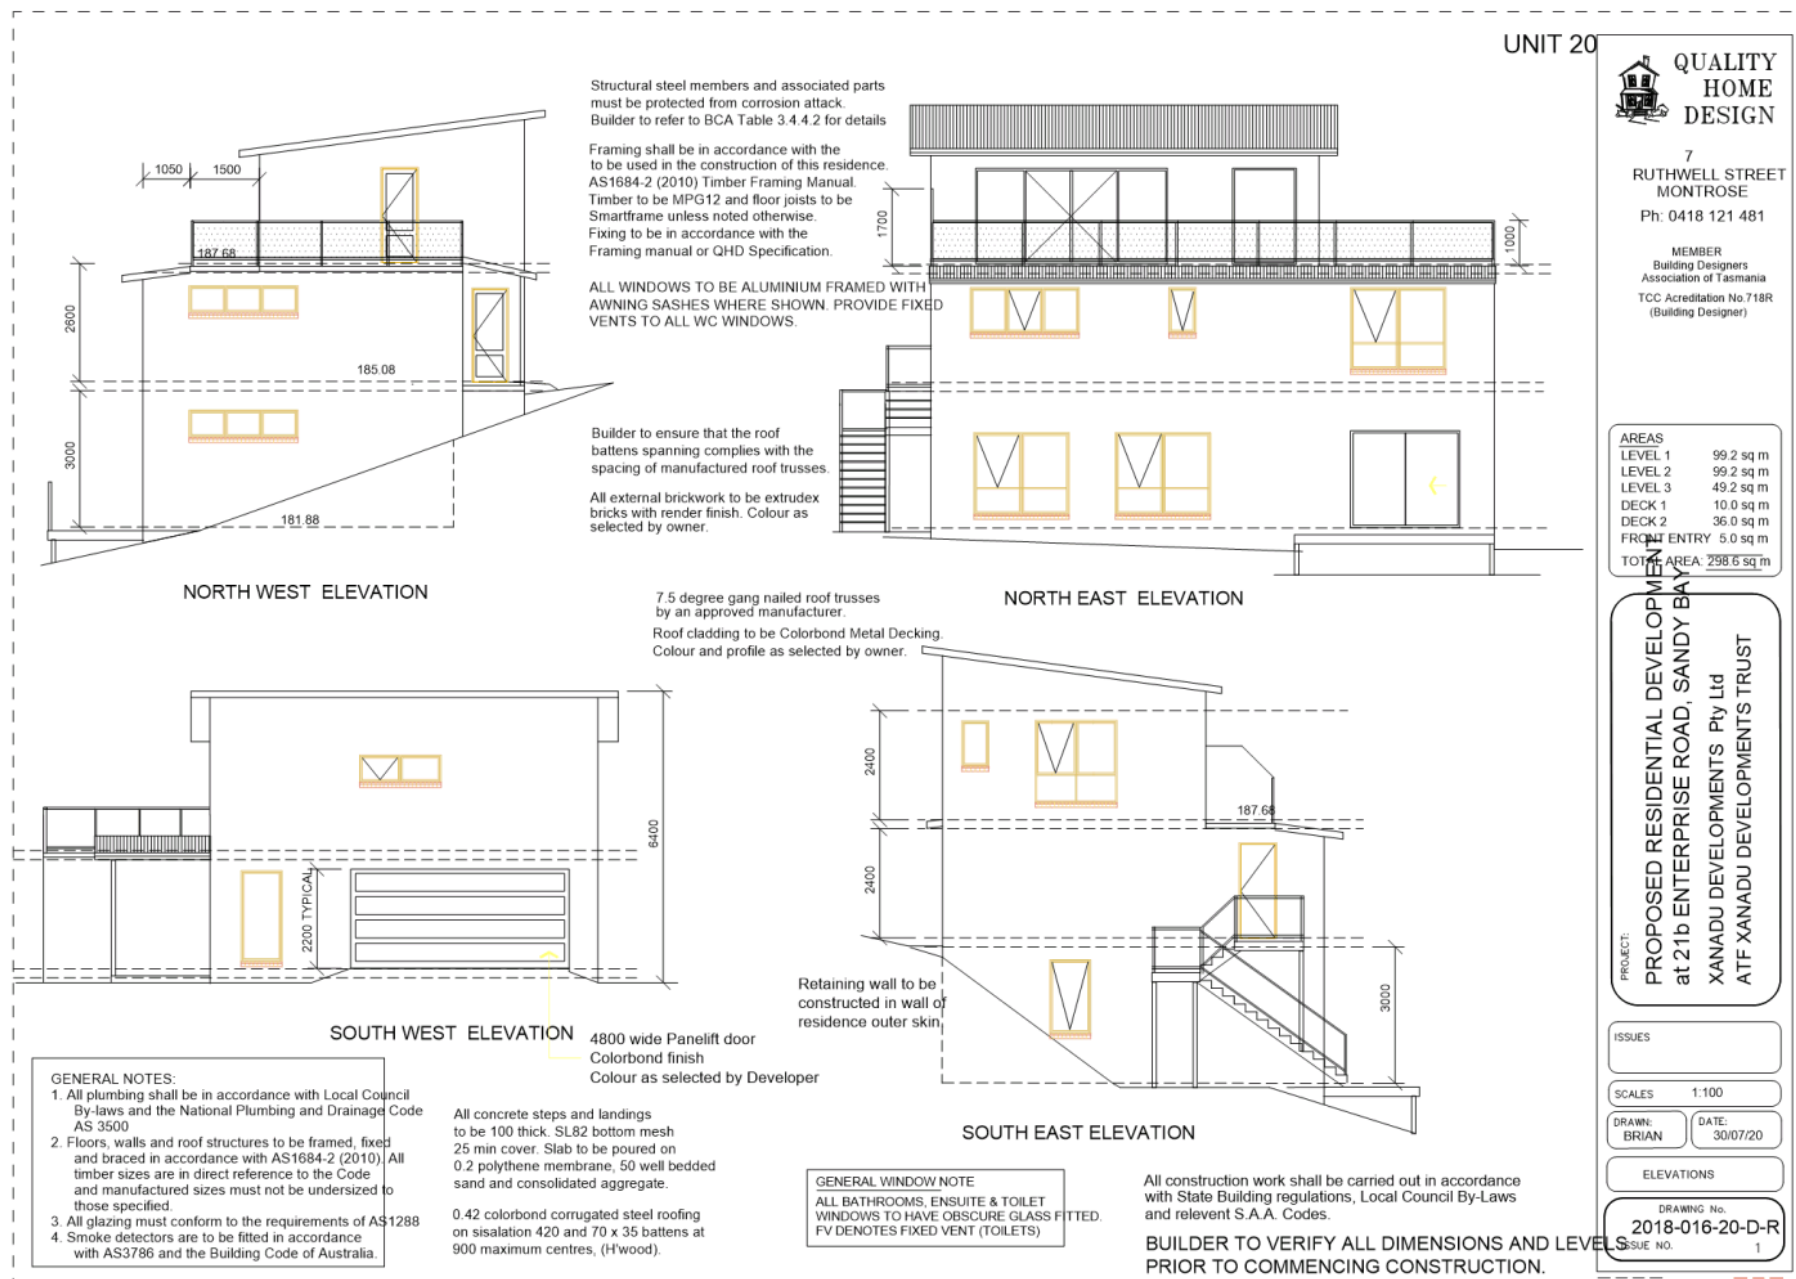 UNIT 20
Structural steel members and associated parts
must be protected from corrosion attack.
Builder to refer to BCA Table 3.4.4.2 for details
Framing shall be in accordance with the
to be used in the construction of this residence.
AS1684-2 (2010) Timber Framing Manual.
Timber to be MPG12 and floor joists to be
Smartframe unless noted otherwise.
Fixing to be in accordance with the
Framing manual or QHD Specification.
ALL WINDOWS TO BE ALUMINIUM FRAMED WITH
AWNING SASHES WHERE SHOWN. PROVIDE FIXED
VENTS TO ALL WC WINDOWS.
Builder to ensure that the roof
battens spanning complies with the
spacing of manufactured roof trusses.
All external brickwork to be extrudex
bricks with render finish. Colour as
selected by owner.
1050
1500
187.68
2600
185.08
3000
181.88
NORTH WEST ELEVATION
1700
1000
NORTH EAST ELEVATION
7.5 degree gang nailed roof trusses
by an approved manufacturer.
Roof cladding to be Colorbond Metal Decking.
Colour and profile as selected by owner.
6400
2200 TYPICAL
SOUTH WEST ELEVATION
4800 wide Panelift door
Colorbond finish
Colour as selected by Developer
2400
187.68
2400
3000
Retaining wall to be
constructed in wall of
residence outer skin
SOUTH EAST ELEVATION
GENERAL NOTES:
1. All plumbing shall be in accordance with Local Council
By-laws and the National Plumbing and Drainage Code
AS 3500
2. Floors, walls and roof structures to be framed, fixed
and braced in accordance with AS1684-2 (2010). All
timber sizes are in direct reference to the Code
and manufactured sizes must not be undersized to
those specified.
3. All glazing must conform to the requirements of AS1288
4. Smoke detectors are to be fitted in accordance
with AS3786 and the Building Code of Australia.
All concrete steps and landings
to be 100 thick. SL82 bottom mesh
25 min cover. Slab to be poured on
0.2 polythene membrane, 50 well bedded
sand and consolidated aggregate.
0.42 colorbond corrugated steel roofing
on sisalation 420 and 70 x 35 battens at
900 maximum centres, (H'wood).
GENERAL WINDOW NOTE
ALL BATHROOMS, ENSUITE & TOILET
WINDOWS TO HAVE OBSCURE GLASS FITTED.
FV DENOTES FIXED VENT (TOILETS)
All construction work shall be carried out in accordance
with State Building regulations, Local Council By-Laws
and relevent S.A.A. Codes.
BUILDER TO VERIFY ALL DIMENSIONS AND LEVELS
PRIOR TO COMMENCING CONSTRUCTION.
QUALITY
HOME
DESIGN
7
RUTHWELL STREET
MONTROSE
Ph: 0418 121 481
MEMBER
Building Designers
Association of Tasmania
TCC Acreditation No.718R
(Building Designer)
AREAS
LEVEL 1 99.2 sq m
LEVEL 2 99.2 sq m
LEVEL 3 49.2 sq m
DECK 1 10.0 sq m
DECK 2 36.0 sq m
FRONT ENTRY 5.0 sq m
TOTAL AREA: 298.6 sq m
PROJECT:
PROPOSED RESIDENTIAL DEVELOPMENT
at 21b ENTERPRISE ROAD, SANDY BAY
XANADU DEVELOPMENTS Pty Ltd
ATF XANADU DEVELOPMENTS TRUST
ISSUES
SCALES 1:100
DRAWN:
BRIAN
DATE:
30/07/20
ELEVATIONS
DRAWING No.
2018-016-20-D-R
ISSUE NO. 1